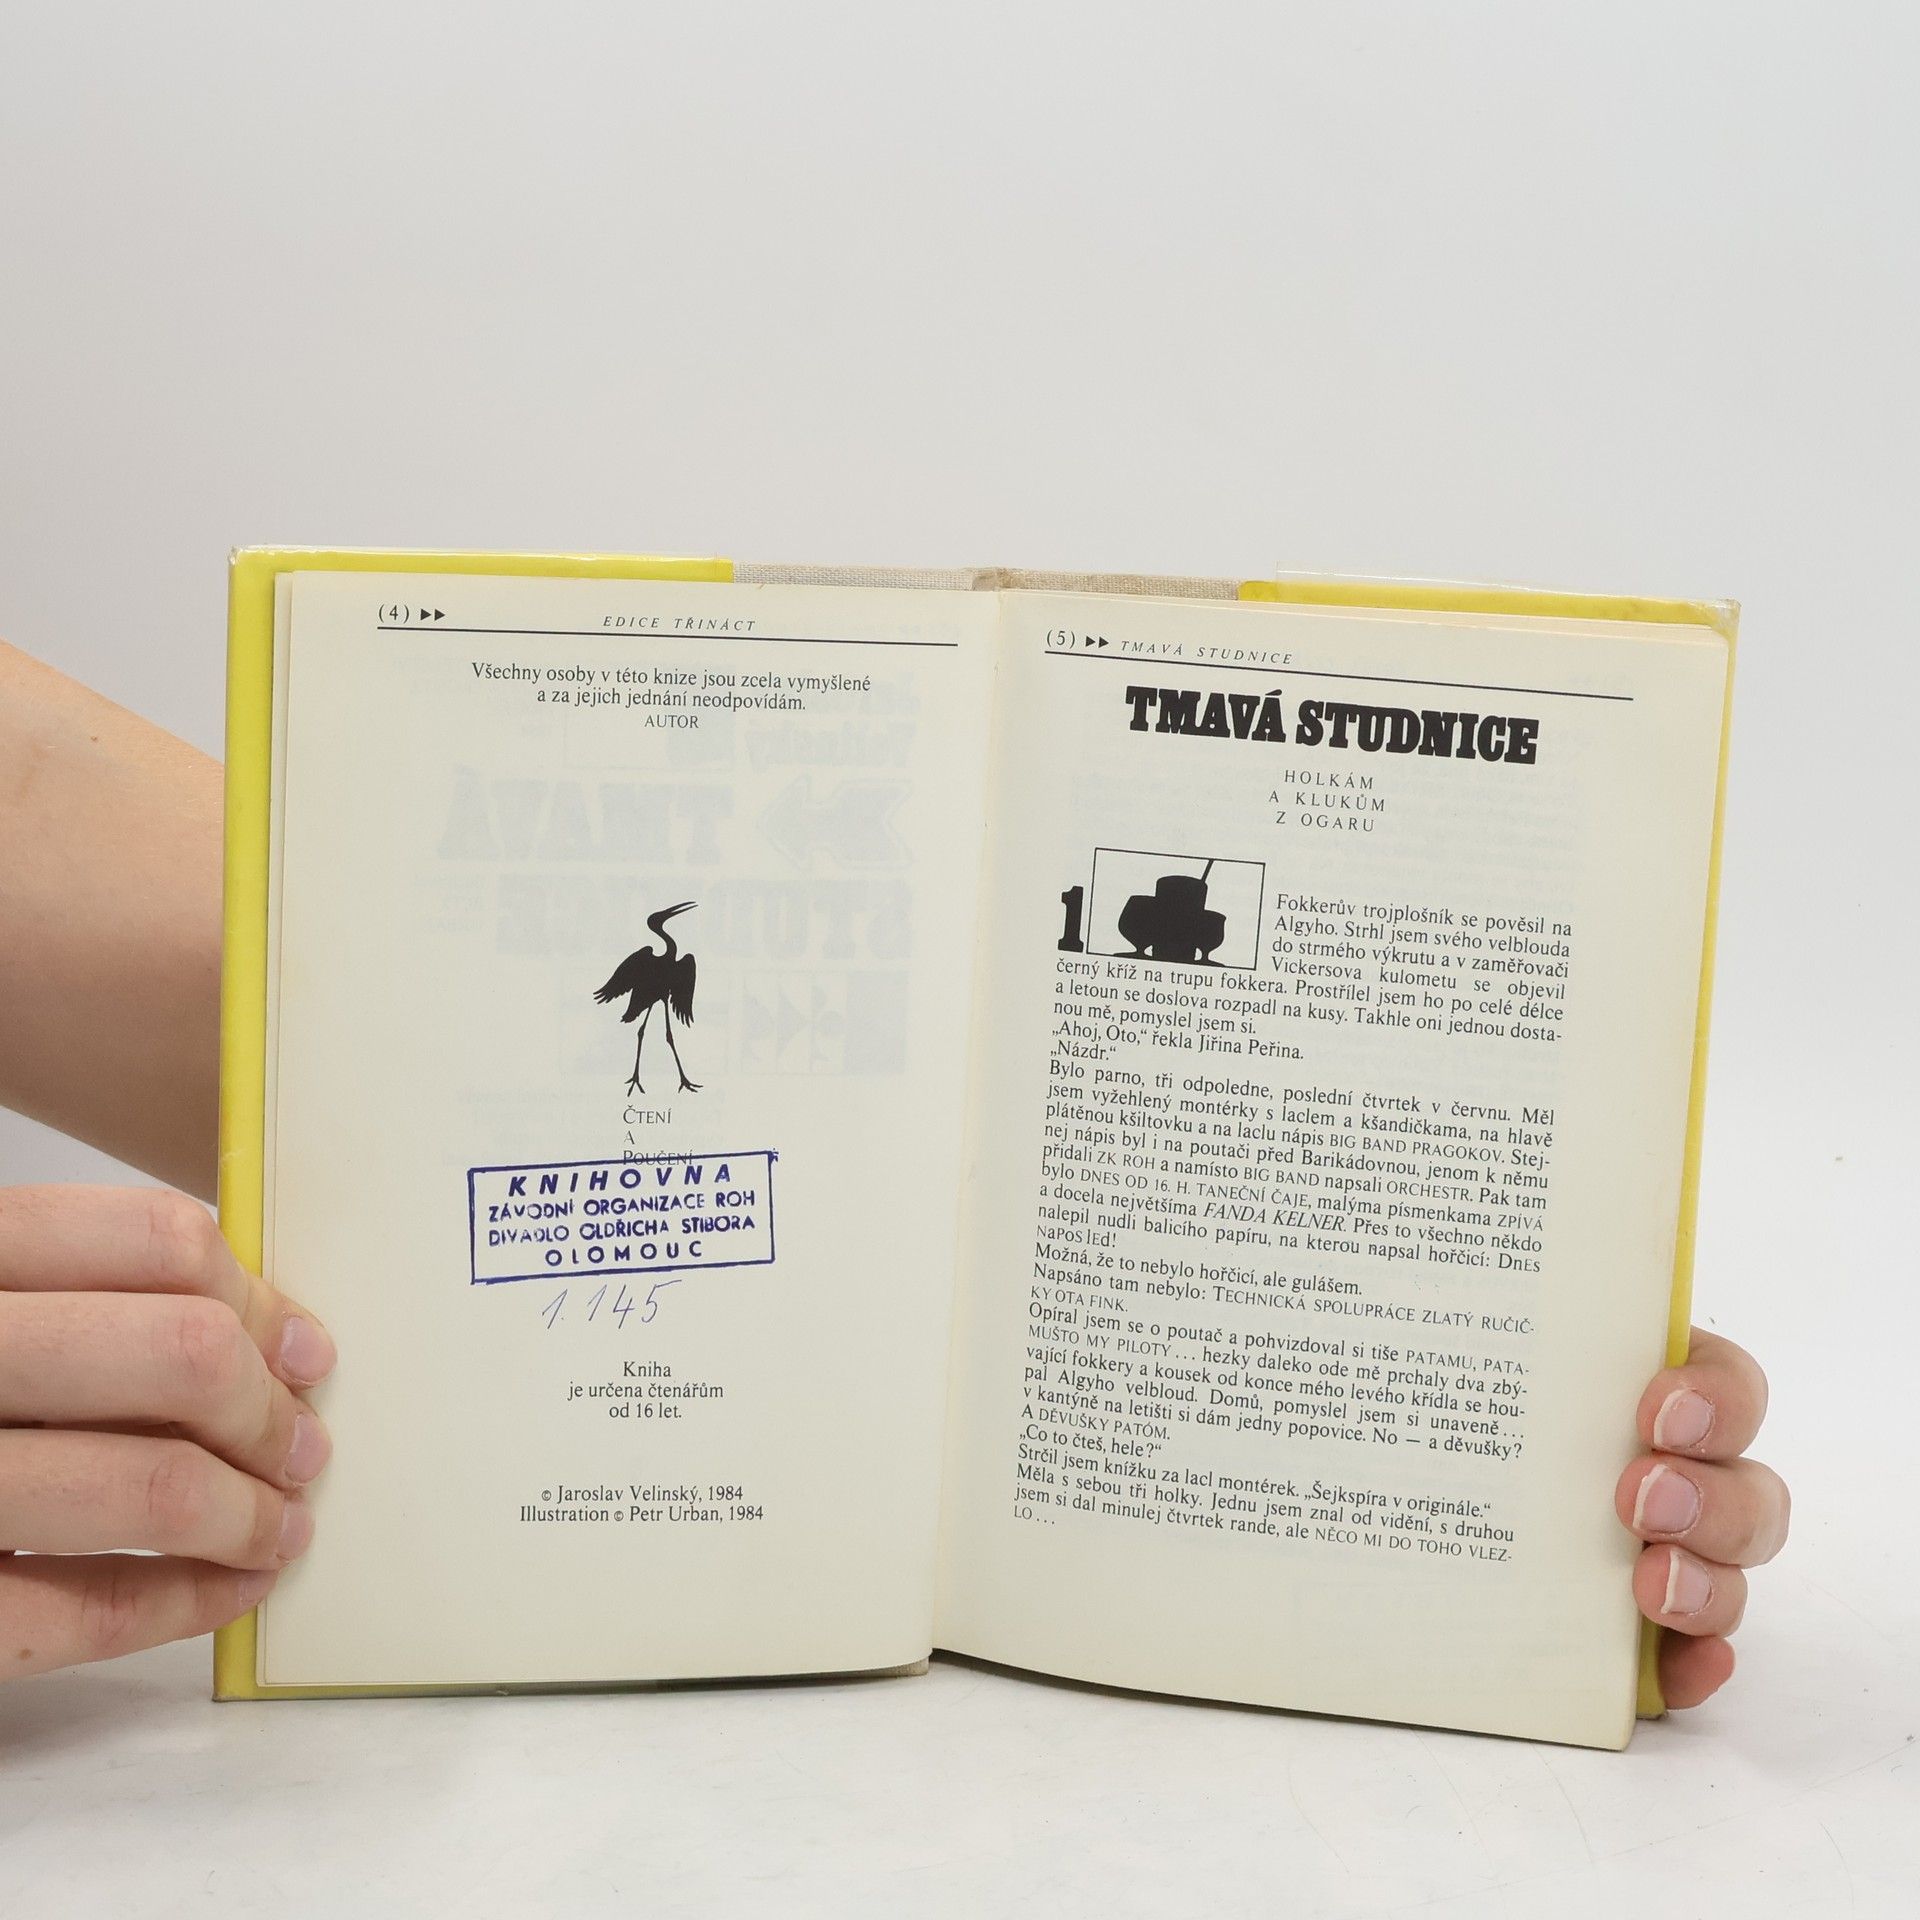 (4) ▶▶ EDICE TŘINÁCT
Všechny osoby v této knize jsou zcela vymyšlené
a za jejich jednání neodpovídám.
AUTOR
ČTENÍ
A
POUČENÍ
KNIHOVNA
ZÁVODNÍ ORGANIZACE ROH
DIVADLO OLDŘICHA STIBORA
OLOMOUC
1.145
Kniha
je určena čtenářům
od 16 let.
© Jaroslav Velinský, 1984
Illustration © Petr Urban, 1984
(5) ▶▶ TMAVÁ STUDNICE
TMAVÁ STUDNICE
HOLKÁM
A KLUKŮM
Z OGARU
1
Fokkerův trojplošník se pověsil na
Algyho. Strhl jsem svého velblouda
do strmého výkrutu a v zaměřovači
Vickersova kulometu se objevil
černý kříž na trupu fokkera. Prostřílel jsem ho po celé délce
a letoun se doslova rozpadl na kusy. Takhle oni jednou dosta-
nou mě, pomyslel jsem si.
„Ahoj, Oto,“ řekla Jiřina Peřina.
„Názdr.“
Bylo parno, tři odpoledne, poslední čtvrtek v červnu. Měl
jsem vyžehlený montérky s laclem a kšandičkama, na hlavě
plátěnou kšiltovku a na laclu nápis BIG BAND PRAGOKOV. Stej-
nej nápis byl i na poutači před Barikádovnou, jenom k němu
přidali ZK ROH a namísto BIG BAND napsali ORCHESTR. Pak tam
bylo DNES OD 16. H. TANEČNÍ ČAJE, malýma písmenkama ZPÍVÁ
a docela největšíma FANDA KELNER. Přes to všechno někdo
nalepil nudli balicího papíru, na kterou napsal hořčicí: DnEs
NaPOS lEd!
Možná, že to nebylo hořčicí, ale gulášem.
Napsáno tam nebylo: TECHNICKÁ SPOLUPRÁCE ZLATÝ RUČIČ-
KY OTA FINK.
Opíral jsem se o poutač a pohvizdoval si tiše PATAMU, PATA-
MUŠTO MY PILOTY... hezky daleko ode mě prchaly dva zbý-
vající fokkery a kousek od konce mého levého křídla se hou-
pal Algyho velbloud. Domů, pomyslel jsem si unaveně...
v kantýně na letišti si dám jedny popovice. No — a děvušky?
A DĚVUŠKY PATÓM.
„Co to čteš, hele?“
Strčil jsem knížku za lacl montérek. „Šejkspíra v originále.“
Měla s sebou tři holky. Jednu jsem znal od vidění, s druhou
jsem si dal minulej čtvrtek rande, ale NĚCO MI DO TOHO VLEZ-
LO...